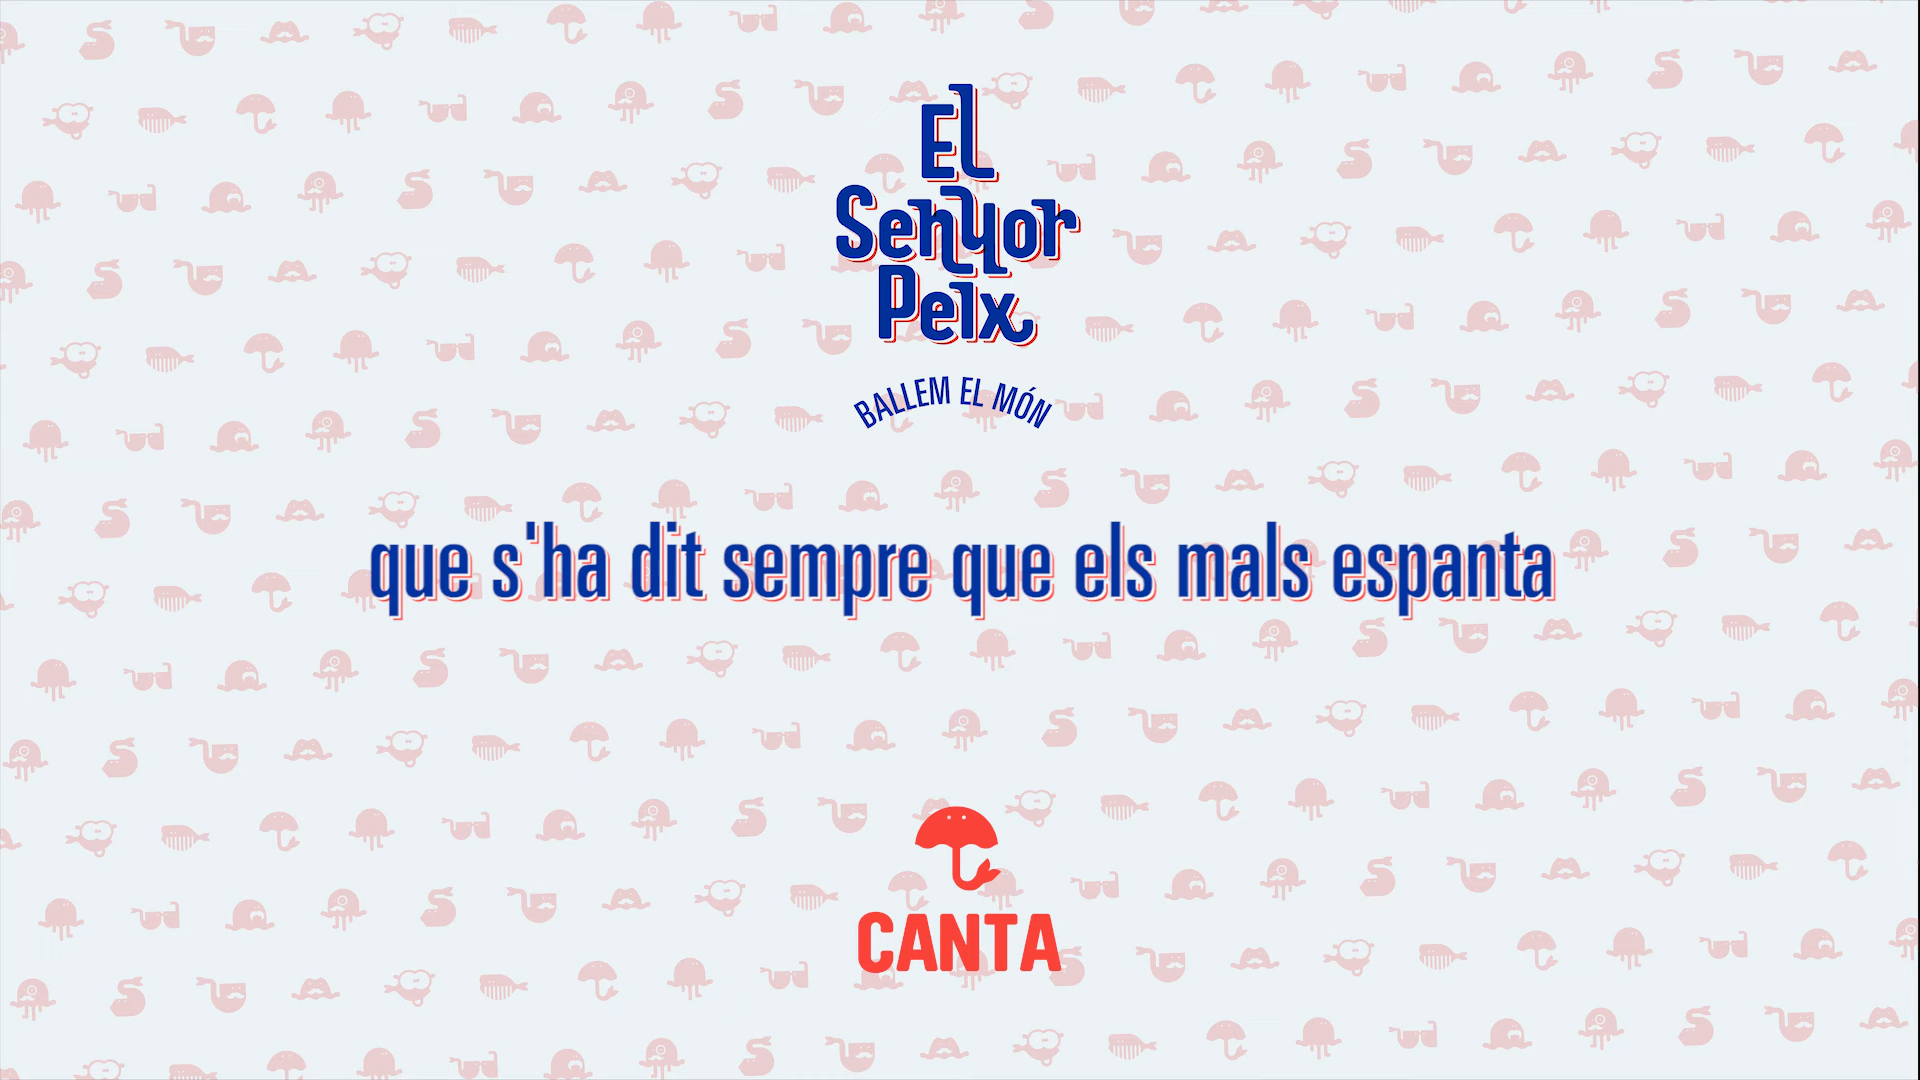 El
Senyor
Peix
BALLEM EL MÓN
que s'ha dit sempre que els mals espanta
CANTA